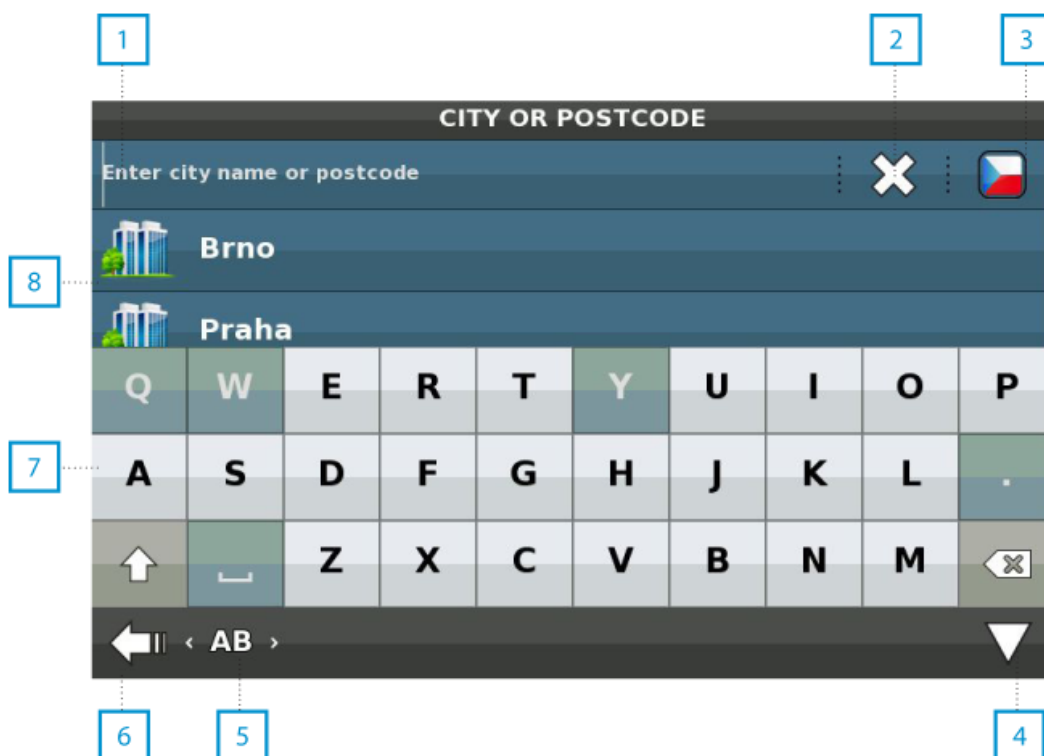 1 2 3
CITY OR POSTCODE
Enter city name or postcode
Brno
8
Praha
Q W E R T Y U I O P
7
A S D F G H J K L .
Z X C V B N M
‹ AB ›
6 5 4